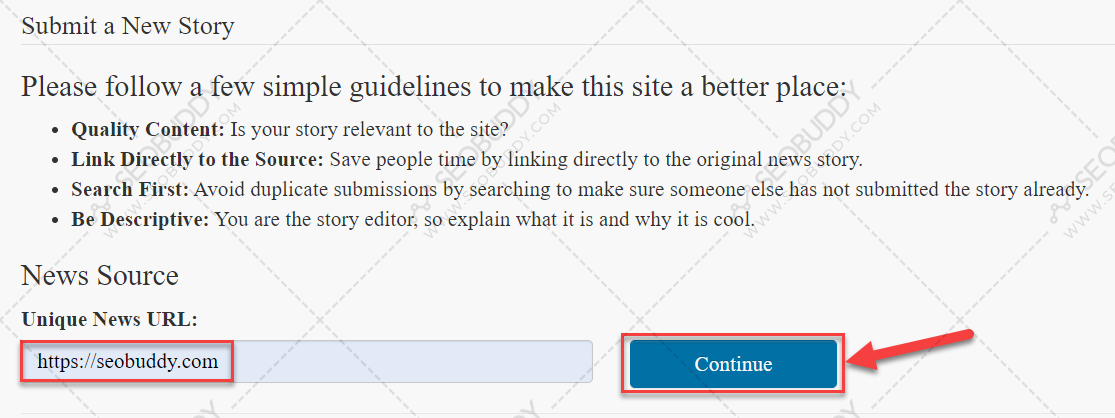 Submit a New Story
Please follow a few simple guidelines to make this site a better place:
• Quality Content: Is your story relevant to the site?
• Link Directly to the Source: Save people time by linking directly to the original news story.
• Search First: Avoid duplicate submissions by searching to make sure someone else has not submitted the story already.
• Be Descriptive: You are the story editor, so explain what it is and why it is cool.
News Source
Unique News URL:
https://seobuddy.com
Continue
SEOBUDDY
WWW.SEOBUDDY.COM